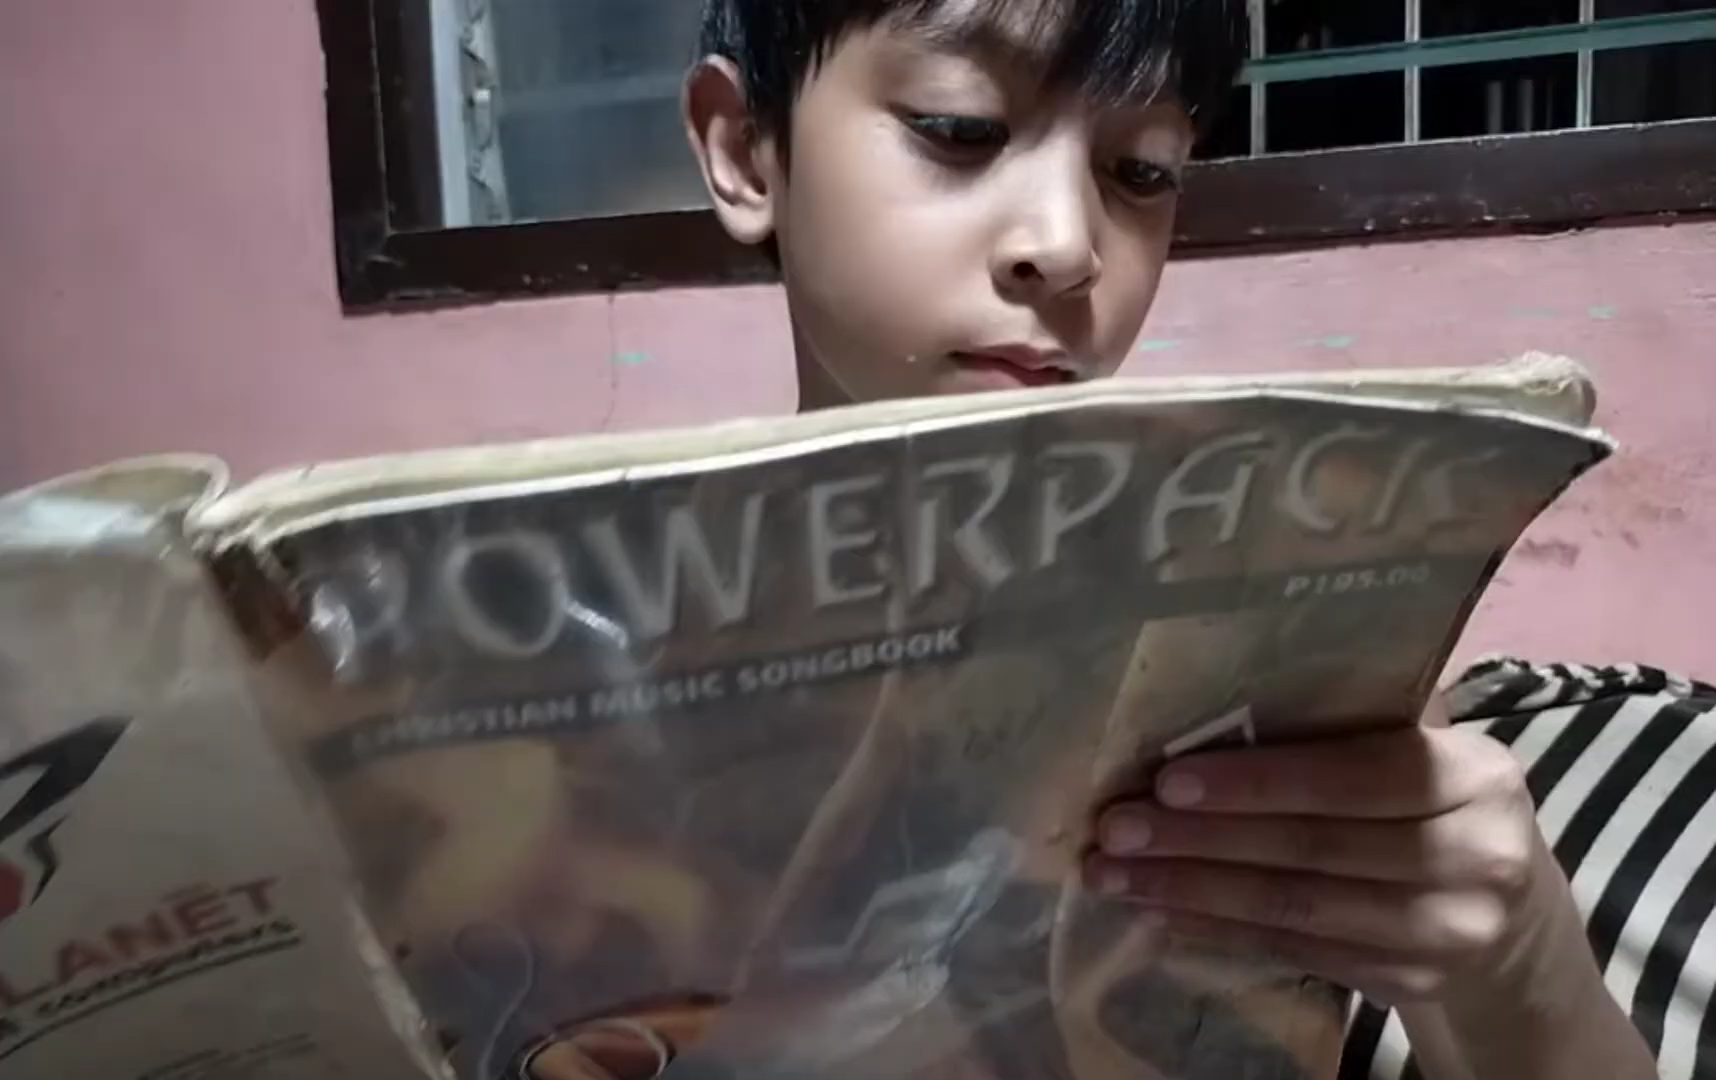 POWERPACK
P195.00
CHRISTIAN MUSIC SONGBOOK
LANET